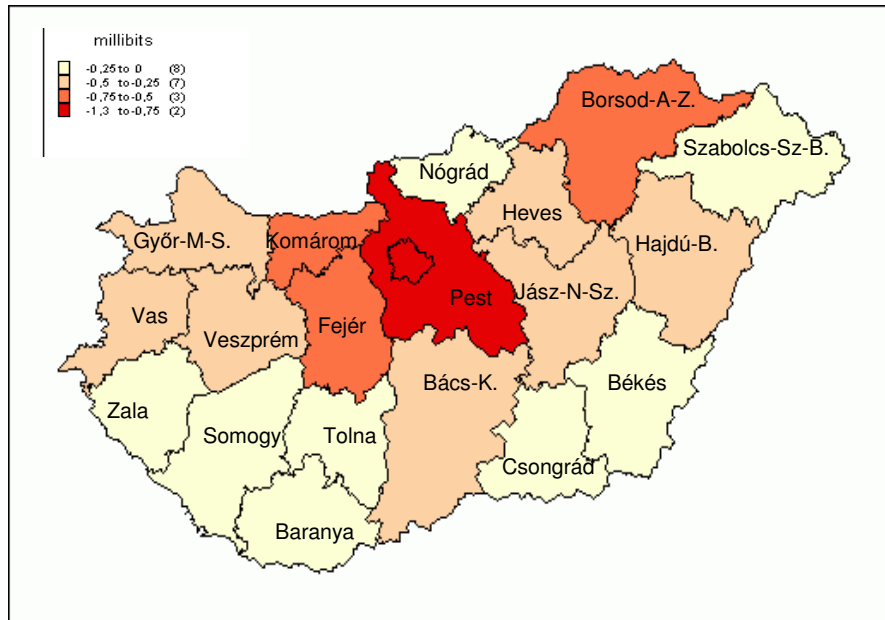 millibits
-0,25 to 0 (8)
-0,5 to -0,25 (7)
-0,75 to -0,5 (3)
-1,3 to -0,75 (2)
Borsod-A-Z.
Szabolcs-Sz-B.
Nógrád
Heves
Győr-M-S.
Komárom
Hajdú-B.
Pest
Jász-N-Sz.
Vas
Veszprém
Fejér
Bács-K.
Békés
Zala
Somogy
Tolna
Csongrád
Baranya